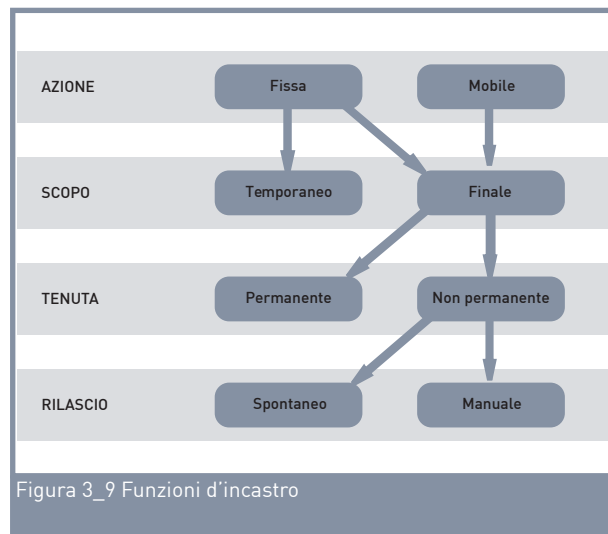 AZIONE Fissa Mobile
SCOPO Temporaneo Finale
TENUTA Permanente Non permanente
RILASCIO Spontaneo Manuale
Figura 3_9 Funzioni d'incastro